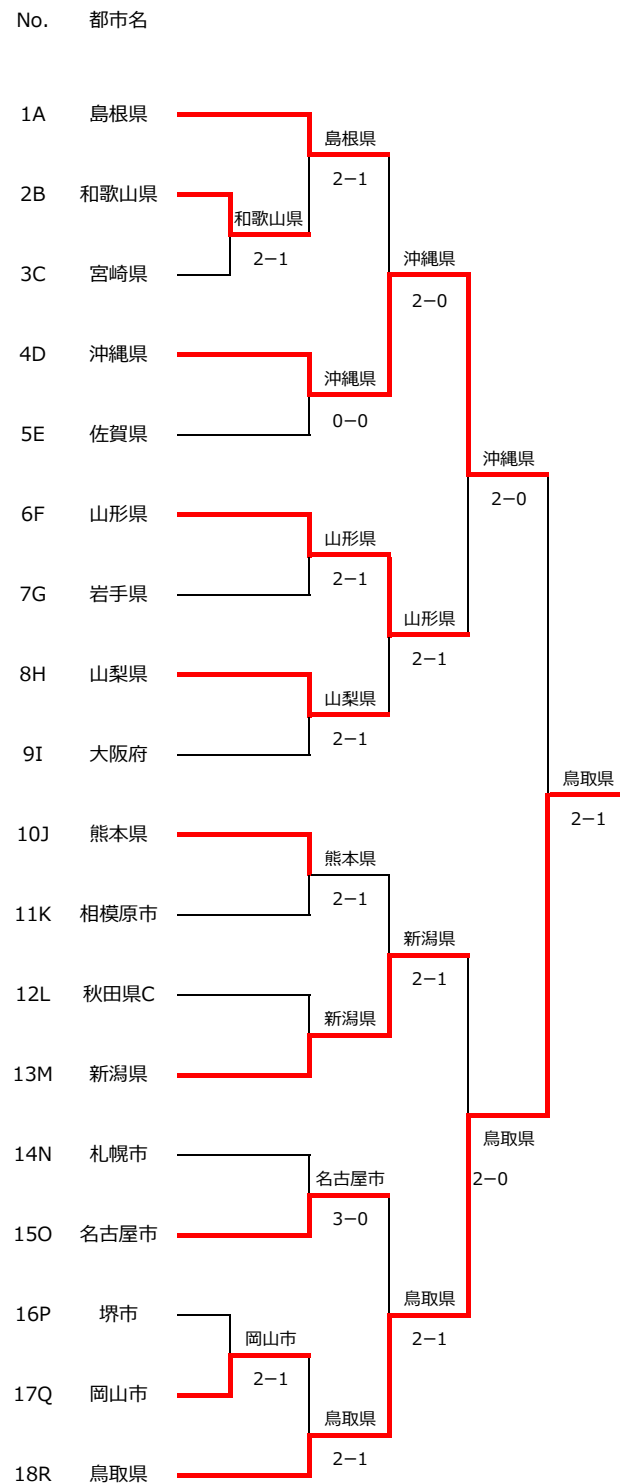 No. 都市名
1A 島根県
島根県
2−1
2B 和歌山県
和歌山県
2−1
3C 宮崎県
沖縄県
2−0
4D 沖縄県
沖縄県
0−0
5E 佐賀県
沖縄県
2−0
6F 山形県
山形県
2−1
7G 岩手県
山形県
2−1
8H 山梨県
山梨県
2−1
9I 大阪府
鳥取県
2−1
10J 熊本県
熊本県
2−1
11K 相模原市
新潟県
2−1
12L 秋田県C
新潟県
13M 新潟県
鳥取県
2−0
14N 札幌市
名古屋市
3−0
15O 名古屋市
鳥取県
2−1
16P 堺市
岡山市
2−1
17Q 岡山市
鳥取県
2−1
18R 鳥取県